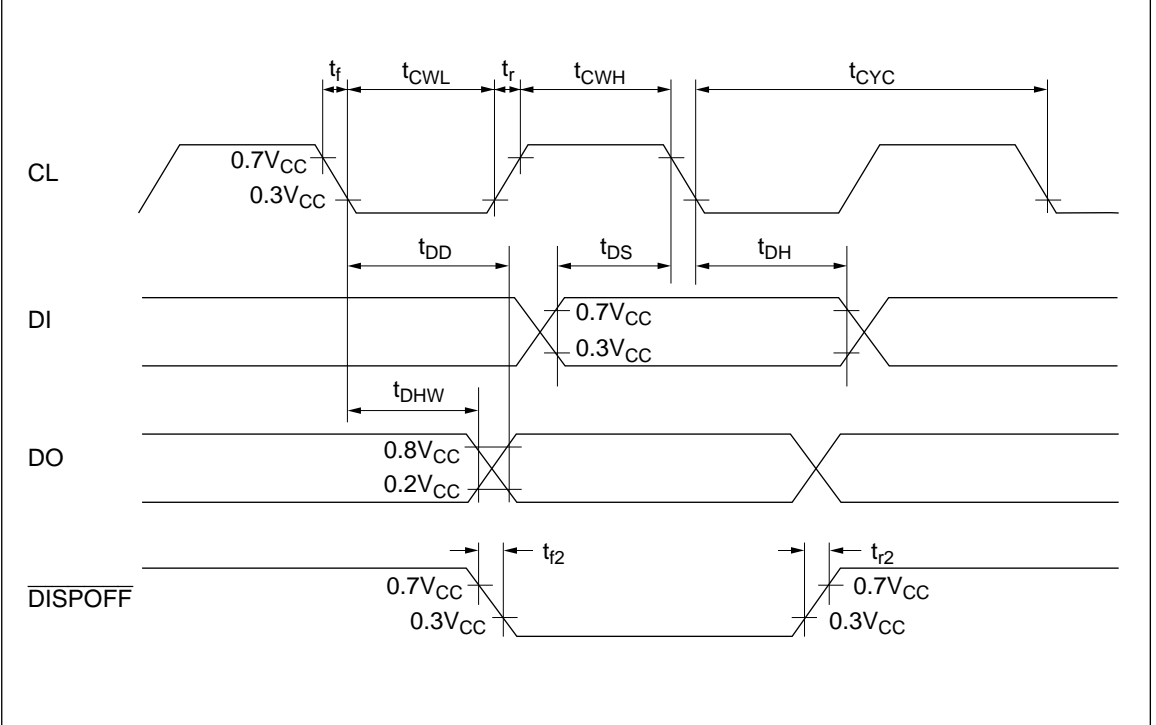 tf tCWL tr tCWH tCYC
CL
0.7VCC
0.3VCC
tDD tDS tDH
DI
0.7VCC
0.3VCC
tDHW
DO
0.8VCC
0.2VCC
tf2 tr2
DISPOFF
0.7VCC 0.7VCC
0.3VCC 0.3VCC